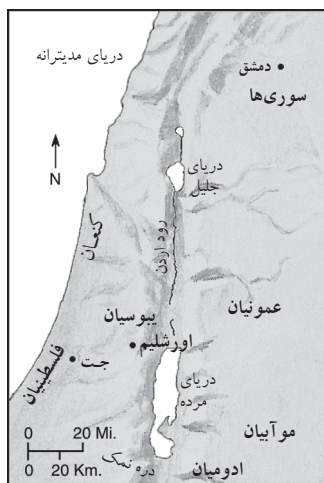 دریای مدیترانه
دمشق
سوری‌ها
N
دریای
جلیل
کنعان
رود اردن
عمونیان
یبوسیان
اورشلیم
جت
فلسطینیان
دریای
مرده
موآبیان
0 20 Mi.
0 20 Km.
دره نمک
ادومیان